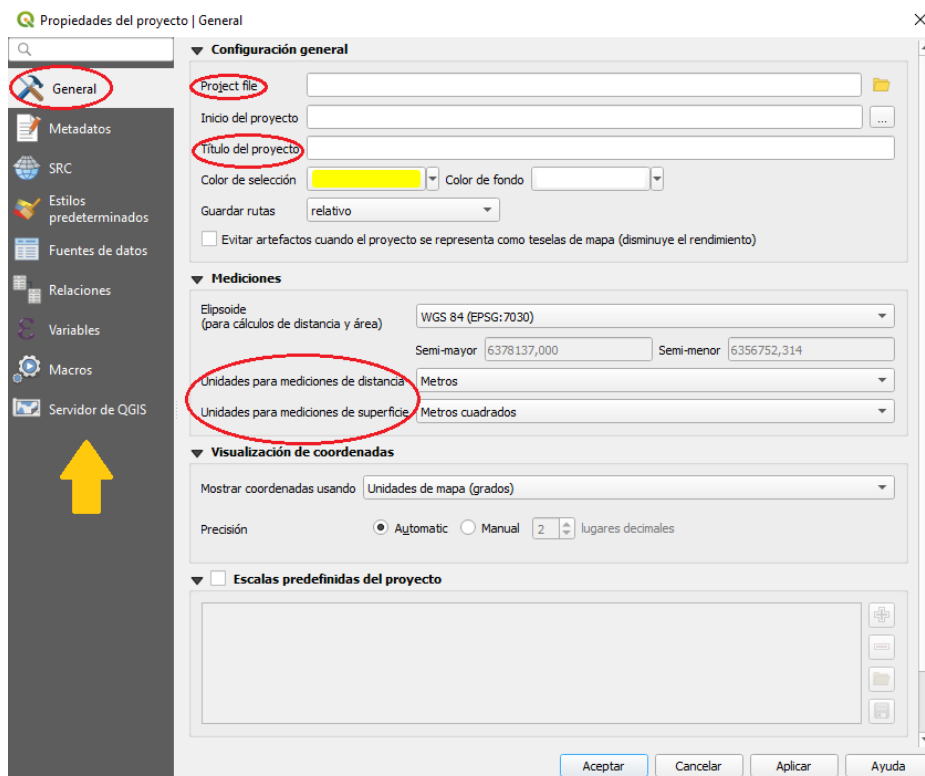 Propiedades del proyecto | General
General
Metadatos
SRC
Estilos
predeterminados
Fuentes de datos
Relaciones
Variables
Macros
Servidor de QGIS
Configuración general
Project file
Inicio del proyecto
...
Título del proyecto
Color de selección Color de fondo
Guardar rutas relativo
Evitar artefactos cuando el proyecto se representa como teselas de mapa (disminuye el rendimiento)
Mediciones
Elipsoide
(para cálculos de distancia y área) WGS 84 (EPSG:7030)
Semi-mayor 6378137,000 Semi-menor 6356752,314
Unidades para mediciones de distancia Metros
Unidades para mediciones de superficie Metros cuadrados
Visualización de coordenadas
Mostrar coordenadas usando Unidades de mapa (grados)
Precisión Automatic Manual 2 lugares decimales
Escalas predefinidas del proyecto
Aceptar Cancelar Aplicar Ayuda